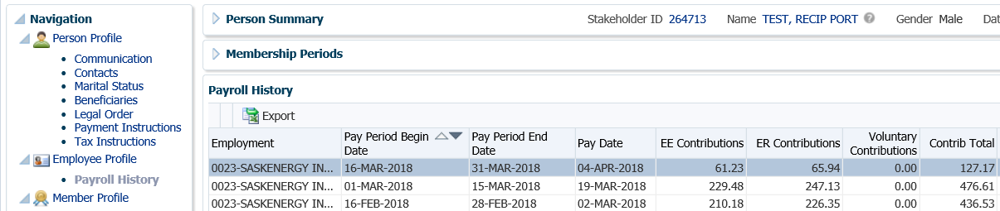 Navigation
Person Profile
Communication
Contacts
Marital Status
Beneficiaries
Legal Order
Payment Instructions
Tax Instructions
Employee Profile
Payroll History
Member Profile
Person Summary Stakeholder ID 264713 Name TEST, RECIP PORT Gender Male Dat
Membership Periods
Payroll History
Export
Employment Pay Period Begin Date Pay Period End Date Pay Date EE Contributions ER Contributions Voluntary Contributions Contrib Total
0023-SASKENERGY IN... 16-MAR-2018 31-MAR-2018 04-APR-2018 61.23 65.94 0.00 127.17
0023-SASKENERGY IN... 01-MAR-2018 15-MAR-2018 19-MAR-2018 229.48 247.13 0.00 476.61
0023-SASKENERGY IN... 16-FEB-2018 28-FEB-2018 02-MAR-2018 210.18 226.35 0.00 436.53